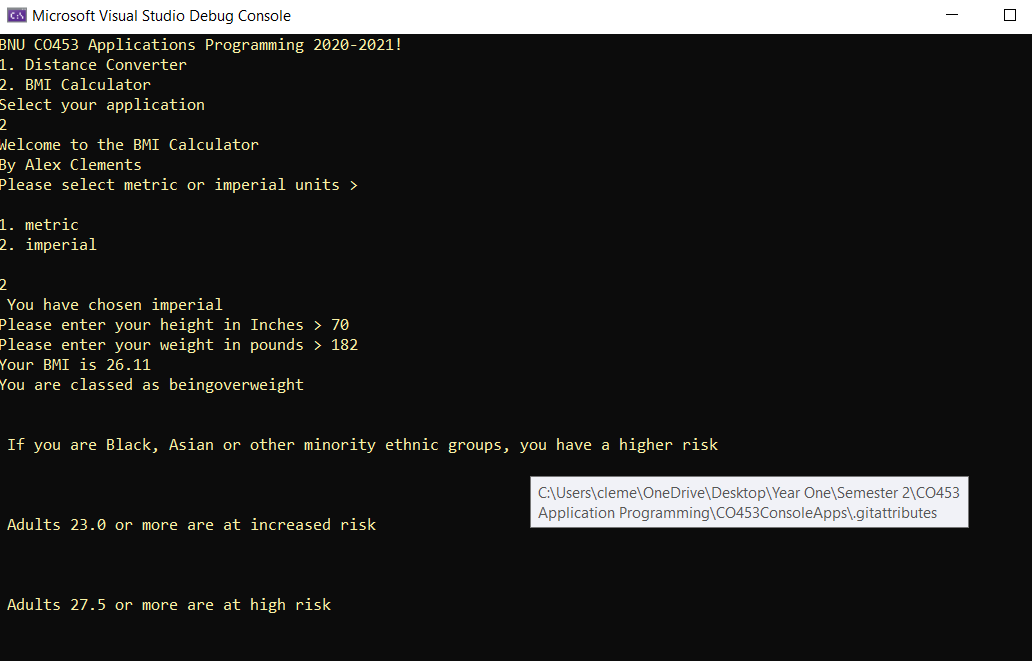 Microsoft Visual Studio Debug Console
BNU CO453 Applications Programming 2020-2021!
1. Distance Converter
2. BMI Calculator
Select your application
2
Welcome to the BMI Calculator
By Alex Clements
Please select metric or imperial units >
1. metric
2. imperial
2
You have chosen imperial
Please enter your height in Inches > 70
Please enter your weight in pounds > 182
Your BMI is 26.11
You are classed as beingoverweight
If you are Black, Asian or other minority ethnic groups, you have a higher risk
C:\Users\cleme\OneDrive\Desktop\Year One\Semester 2\CO453
Application Programming\CO453ConsoleApps\.gitattributes
Adults 23.0 or more are at increased risk
Adults 27.5 or more are at high risk